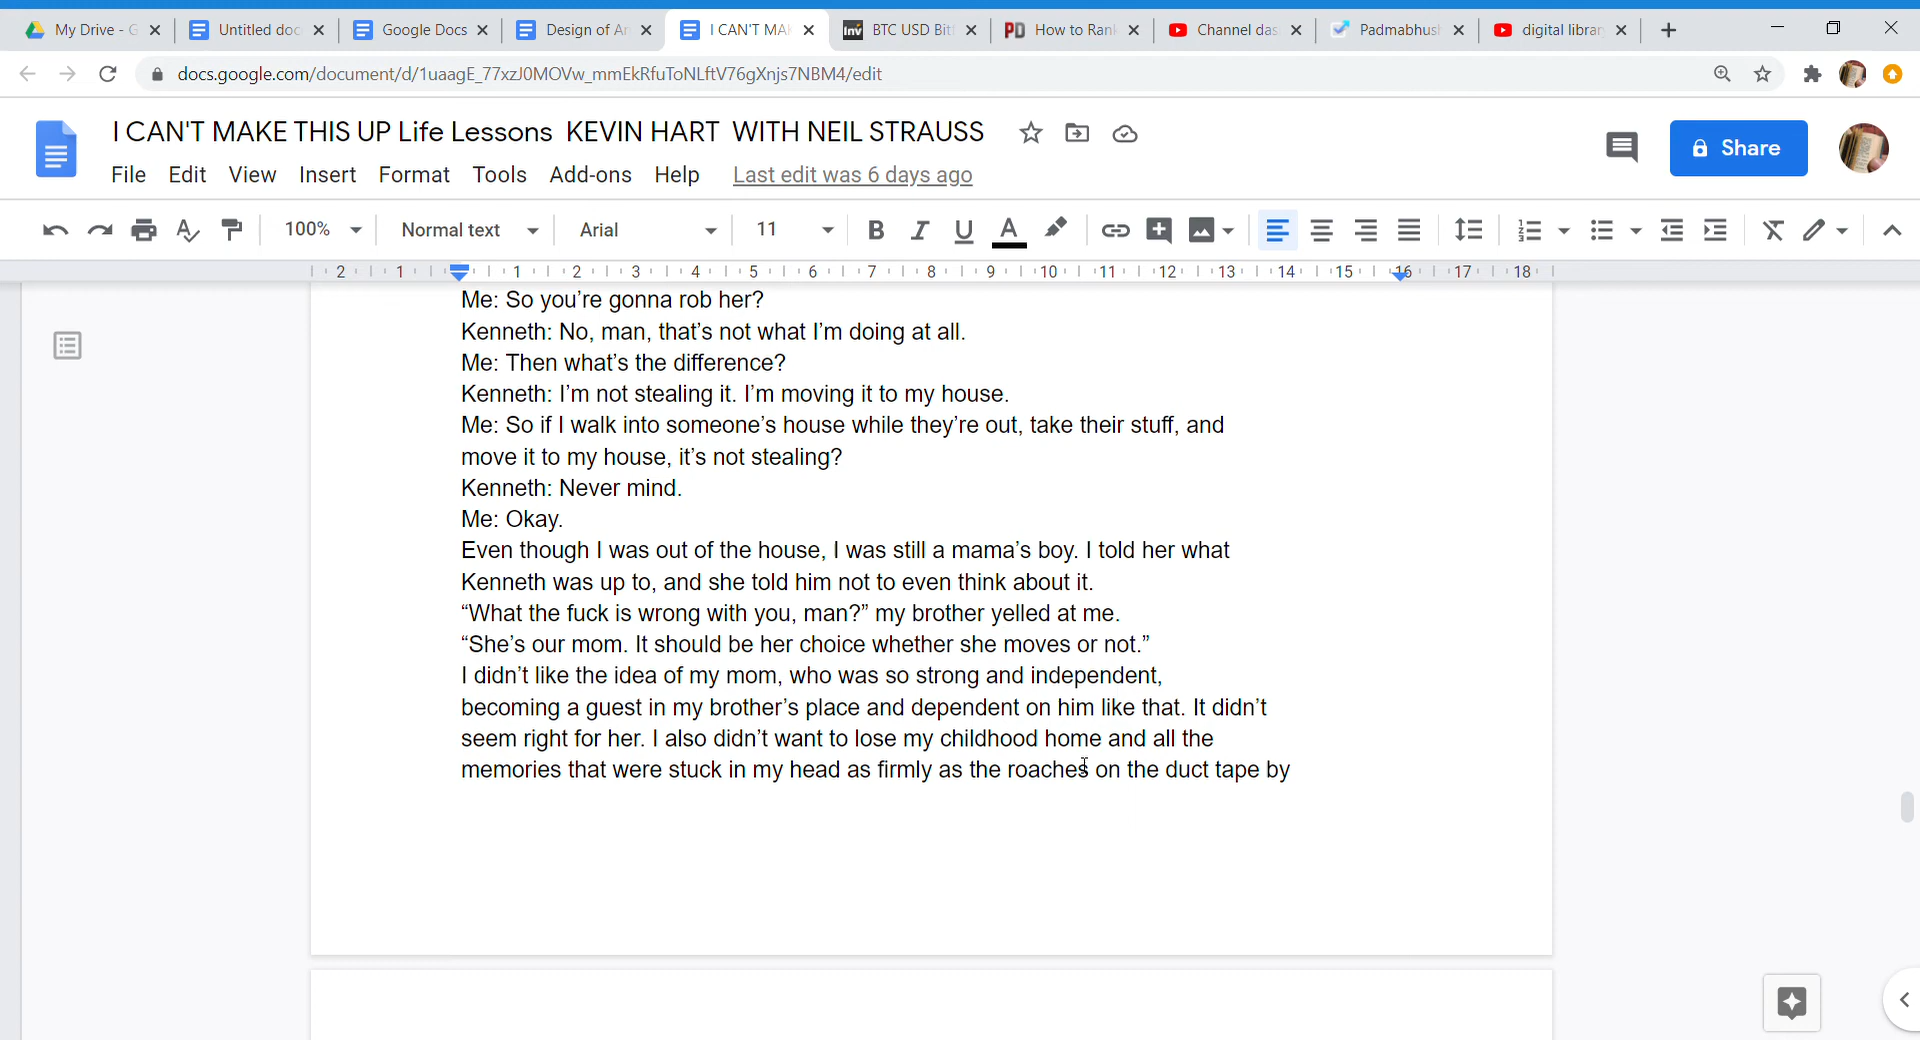 My Drive - G
Untitled doc
Google Docs
Design of Ar
I CAN'T MAK
Inv BTC USD Bit
PD How to Rank
Channel das
Padmabhush
digital librar
docs.google.com/document/d/1uaagE_77xzJ0MOVw_mmEkRfuToNLftV76gXnjs7NBM4/edit
I CAN'T MAKE THIS UP Life Lessons KEVIN HART WITH NEIL STRAUSS
Share
File Edit View Insert Format Tools Add-ons Help Last edit was 6 days ago
100% Normal text Arial 11 B I U A
2 1 1 2 3 4 5 6 7 8 9 10 11 12 13 14 15 16 17 18
Me: So you’re gonna rob her?
Kenneth: No, man, that’s not what I’m doing at all.
Me: Then what’s the difference?
Kenneth: I’m not stealing it. I’m moving it to my house.
Me: So if I walk into someone’s house while they’re out, take their stuff, and
move it to my house, it’s not stealing?
Kenneth: Never mind.
Me: Okay.
Even though I was out of the house, I was still a mama’s boy. I told her what
Kenneth was up to, and she told him not to even think about it.
“What the fuck is wrong with you, man?” my brother yelled at me.
“She’s our mom. It should be her choice whether she moves or not.”
I didn’t like the idea of my mom, who was so strong and independent,
becoming a guest in my brother’s place and dependent on him like that. It didn’t
seem right for her. I also didn’t want to lose my childhood home and all the
memories that were stuck in my head as firmly as the roaches on the duct tape by